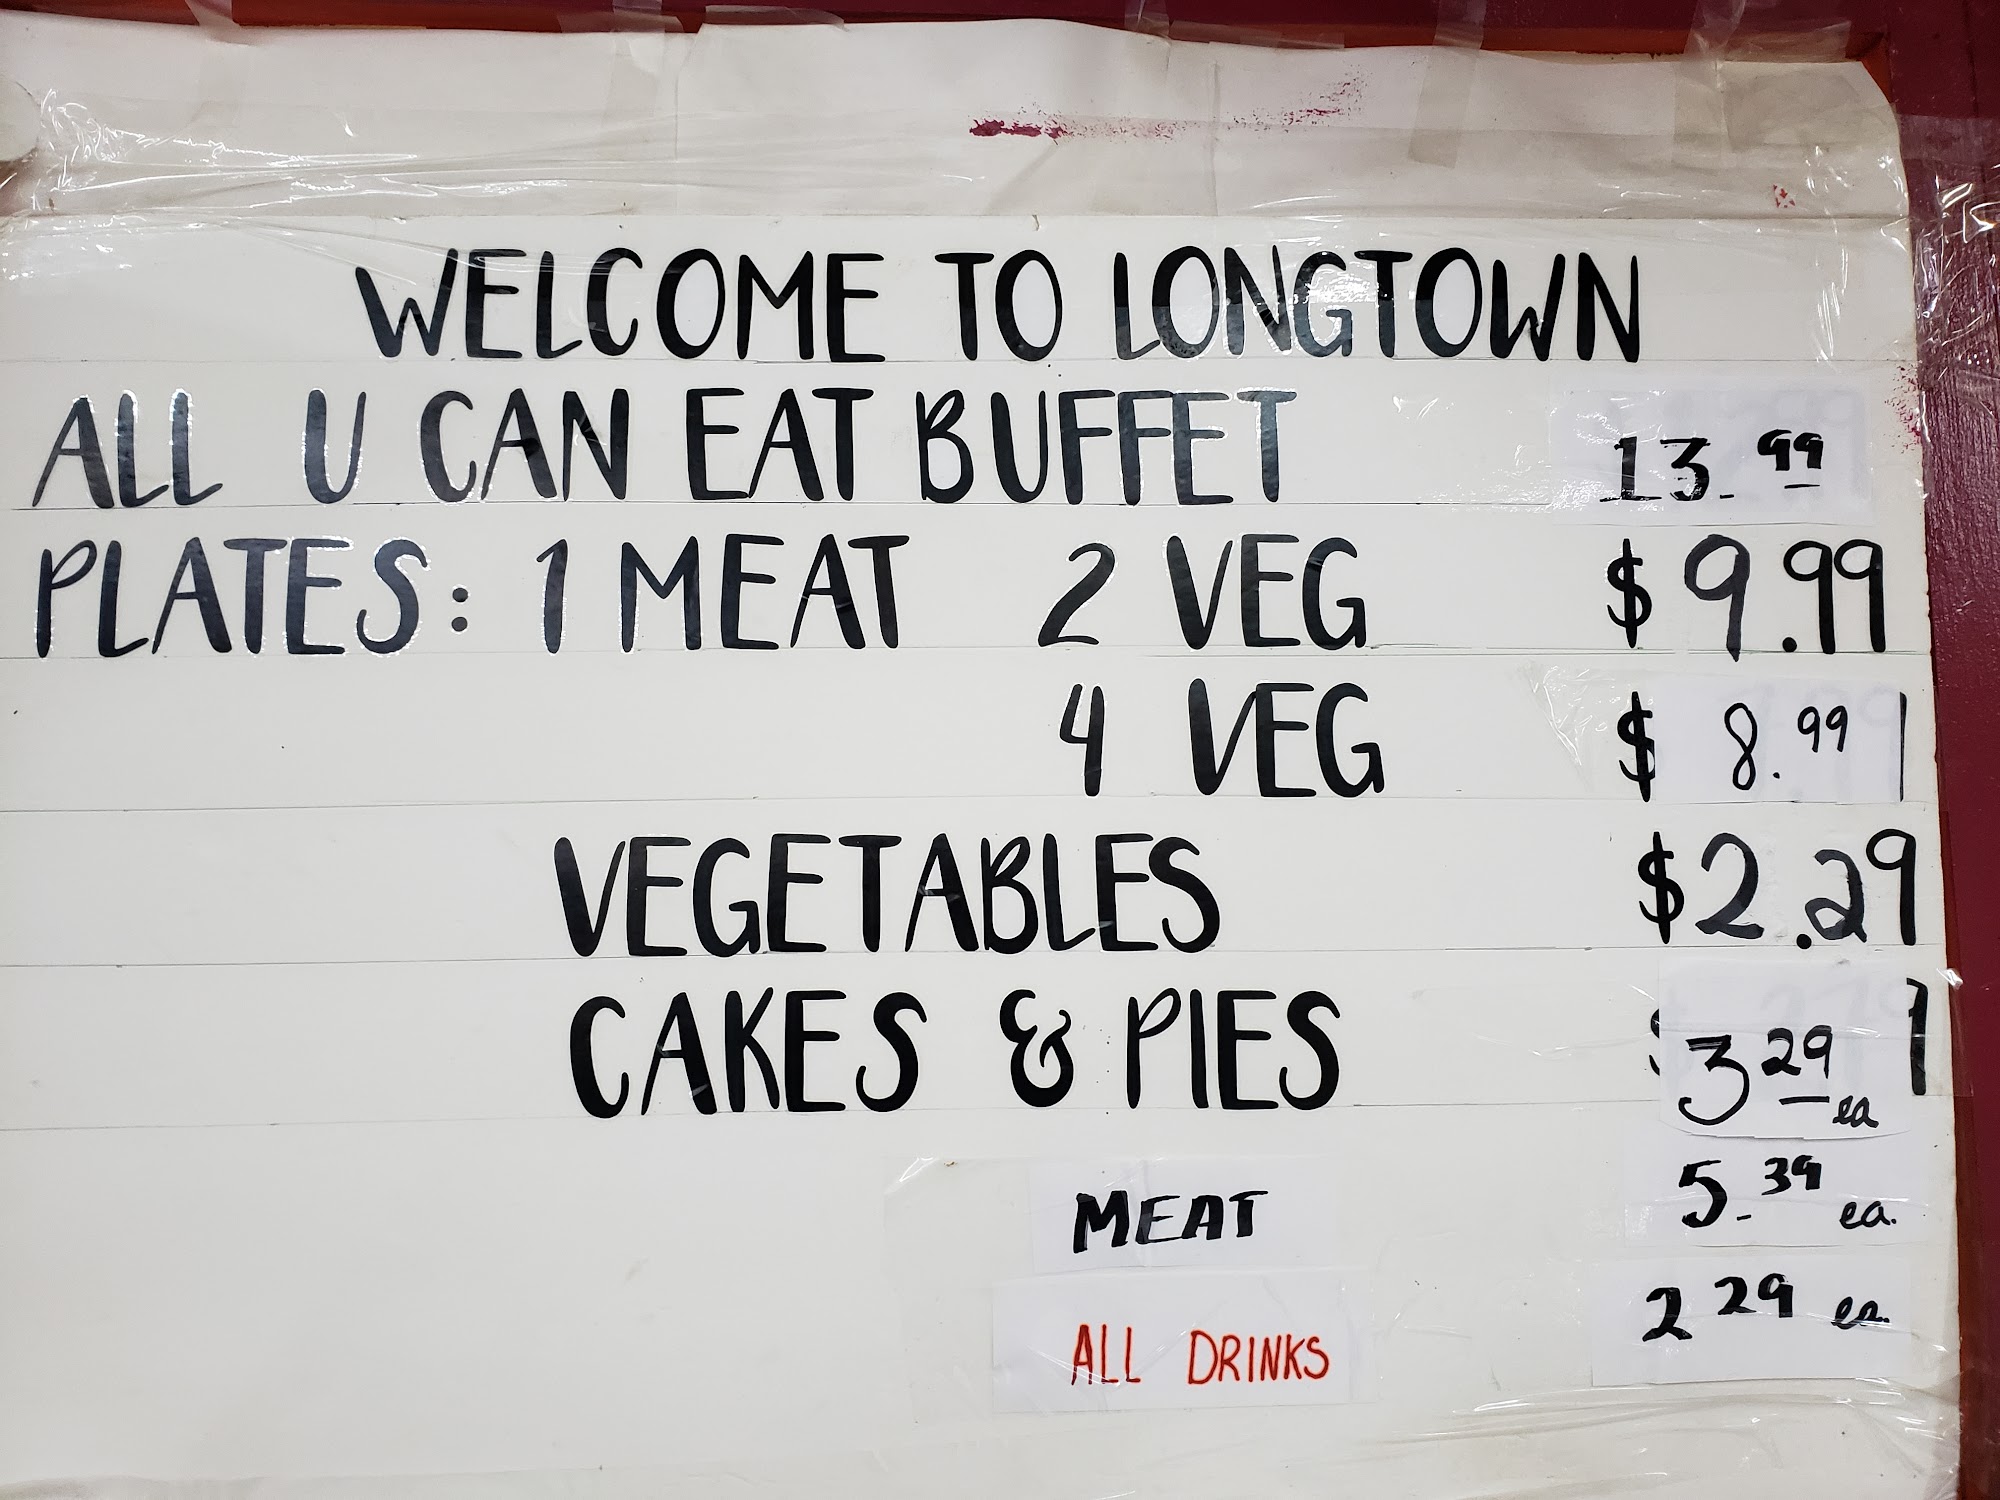 WELCOME TO LONGTOWN
ALL U CAN EAT BUFFET 13.99
PLATES: 1 MEAT 2 VEG $9.99
4 VEG $8.99
VEGETABLES $2.29
CAKES & PIES 3 29 ea
MEAT 5.39 ea.
ALL DRINKS 2 29 ea.